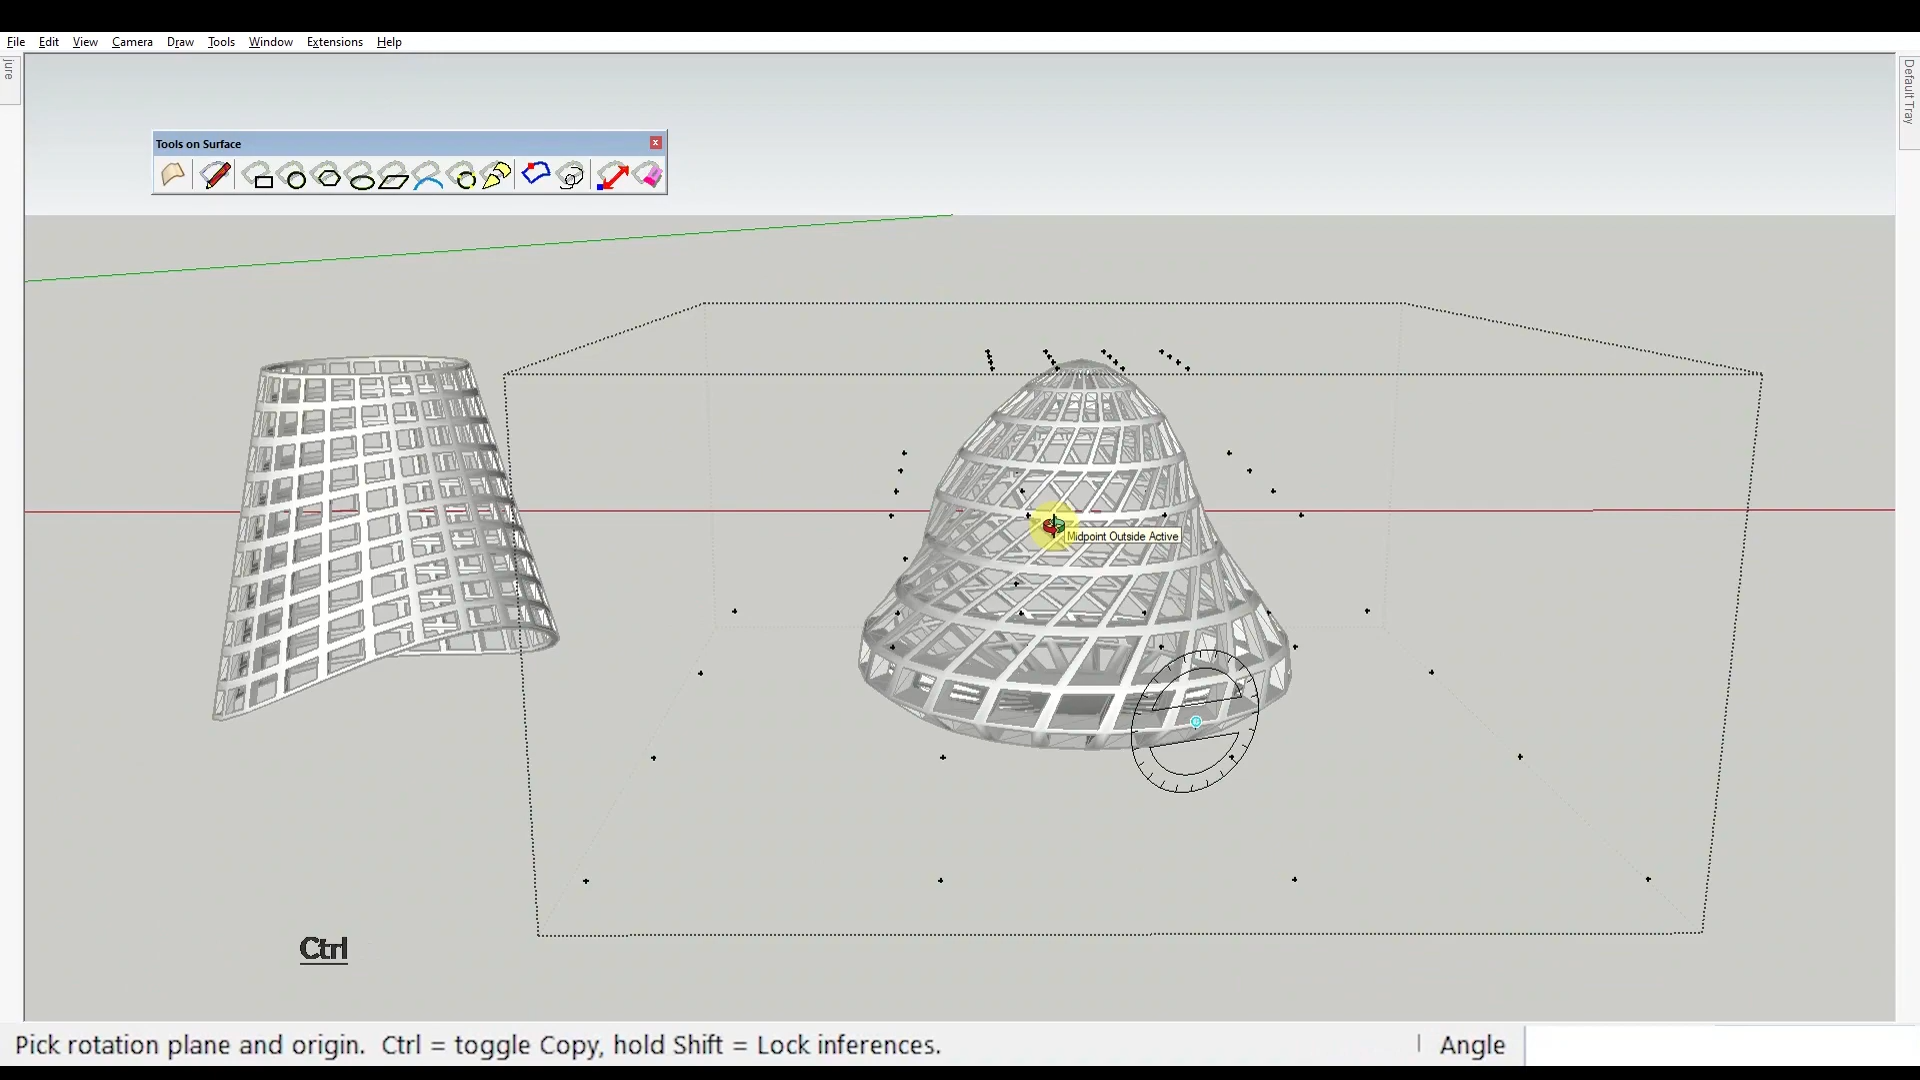 File Edit View Camera Draw Tools Window Extensions Help
ure
Default Tray
Tools on Surface
Midpoint Outside Active
Ctrl
Pick rotation plane and origin. Ctrl = toggle Copy, hold Shift = Lock inferences.
Angle